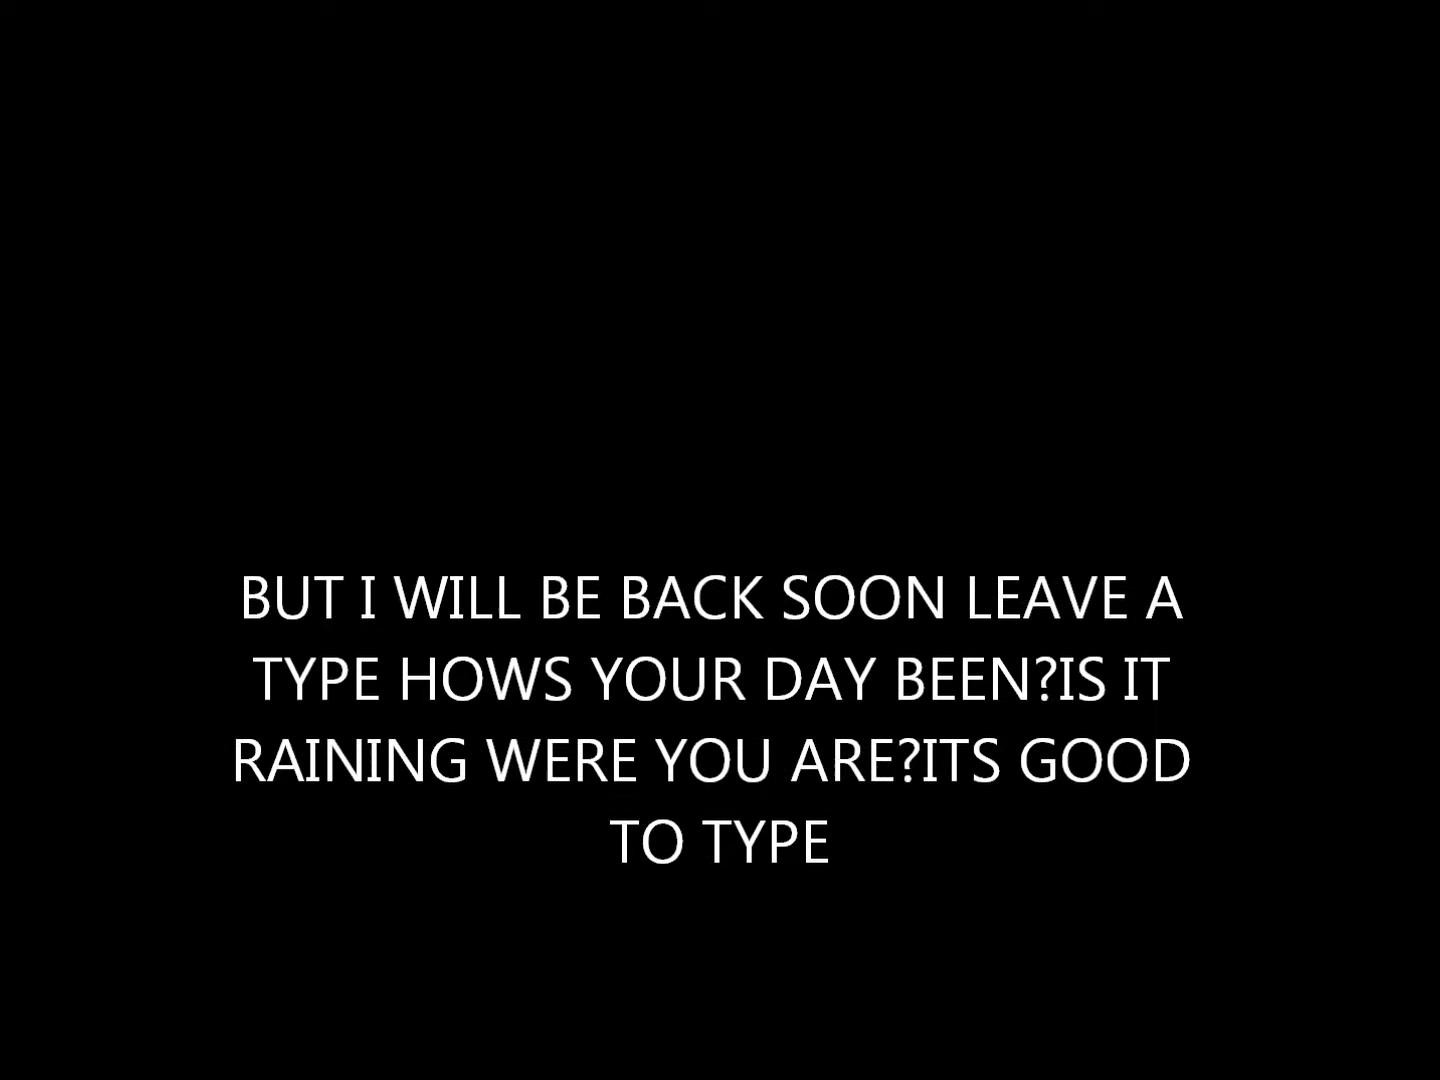 BUT I WILL BE BACK SOON LEAVE A
TYPE HOWS YOUR DAY BEEN?IS IT
RAINING WERE YOU ARE?ITS GOOD
TO TYPE